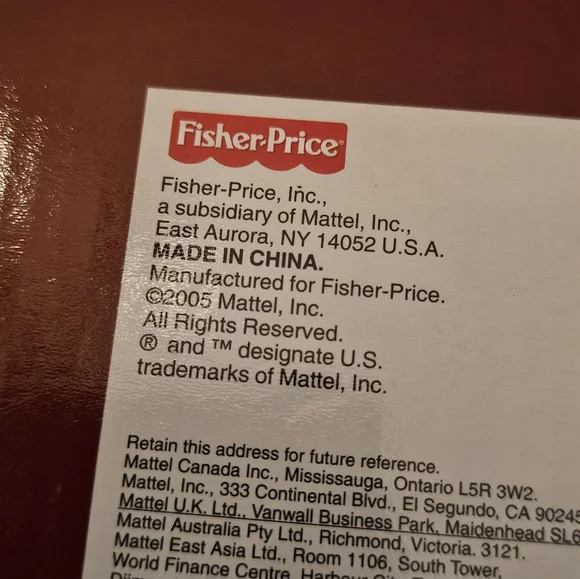 Fisher-Price
Fisher-Price, Inc.,
a subsidiary of Mattel, Inc.,
East Aurora, NY 14052 U.S.A.
MADE IN CHINA.
Manufactured for Fisher-Price.
©2005 Mattel, Inc.
All Rights Reserved.
® and ™ designate U.S.
trademarks of Mattel, Inc.
Retain this address for future reference.
Mattel Canada Inc., Mississauga, Ontario L5R 3W2.
Mattel, Inc., 333 Continental Blvd., El Segundo, CA 90245
Mattel U.K. Ltd., Vanwall Business Park, Maidenhead SL6
Mattel Australia Pty Ltd., Richmond, Victoria. 3121.
Mattel East Asia Ltd., Room 1106, South Tower,
World Finance Centre, Harbour